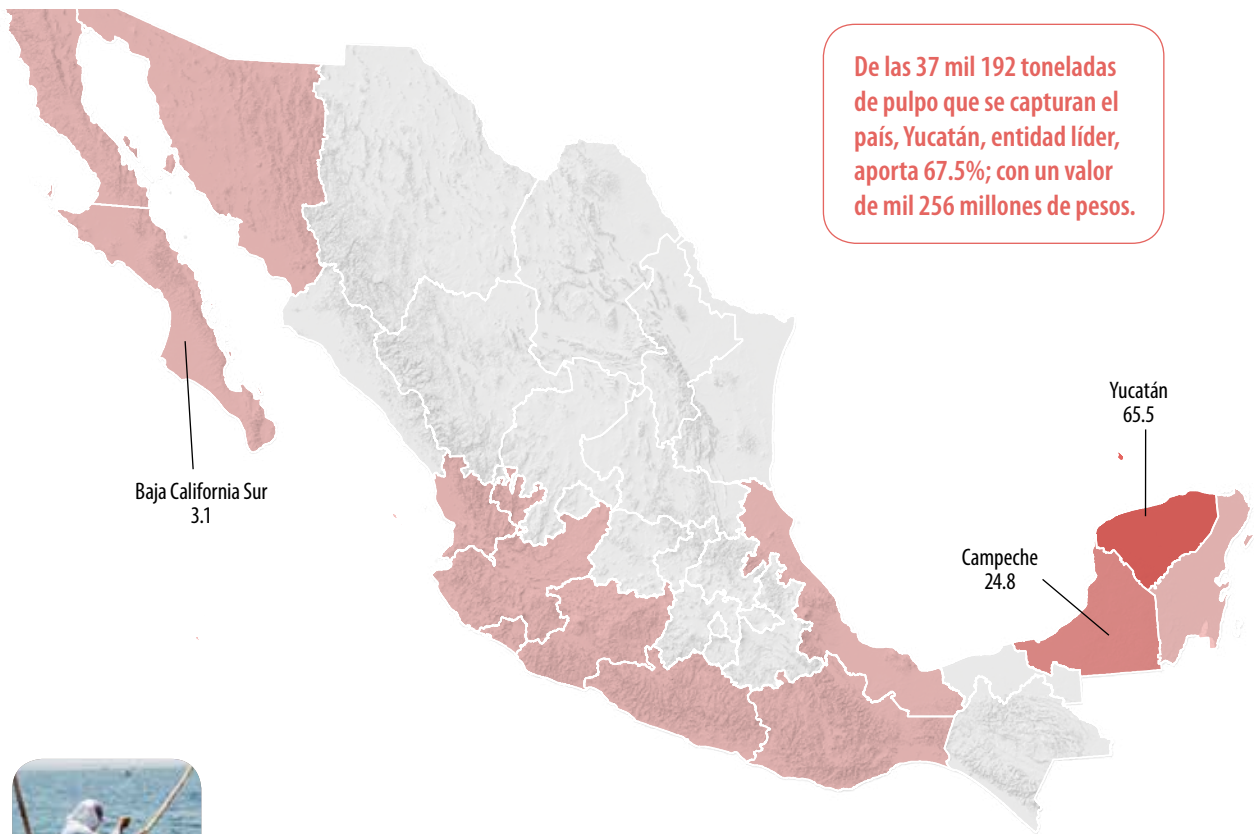 De las 37 mil 192 toneladas
de pulpo que se capturan el
país, Yucatán, entidad líder,
aporta 67.5%; con un valor
de mil 256 millones de pesos.
Yucatán
65.5
Baja California Sur
3.1
Campeche
24.8